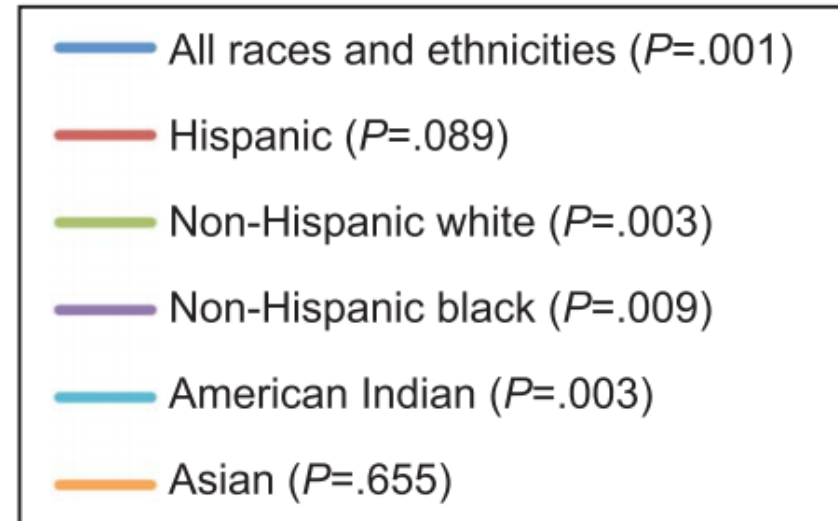 All races and ethnicities (P=.001)
Hispanic (P=.089)
Non-Hispanic white (P=.003)
Non-Hispanic black (P=.009)
American Indian (P=.003)
Asian (P=.655)